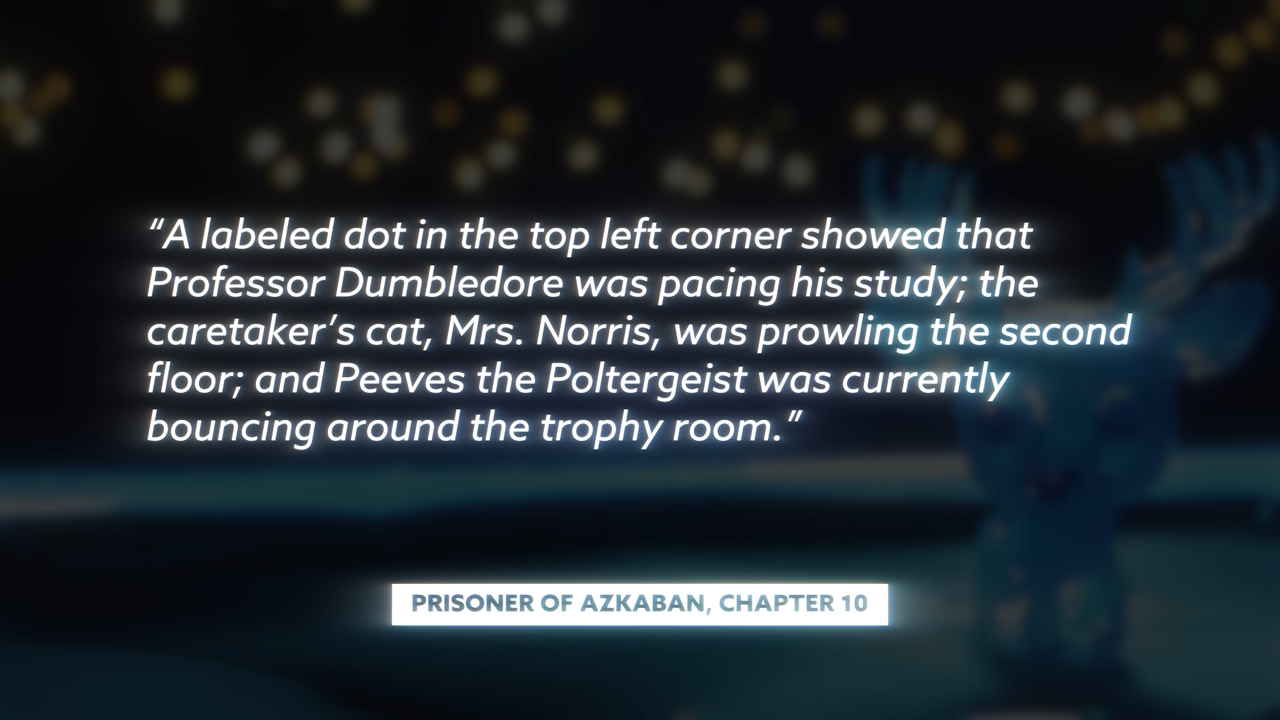 “A labeled dot in the top left corner showed that
Professor Dumbledore was pacing his study; the
caretaker’s cat, Mrs. Norris, was prowling the second
floor; and Peeves the Poltergeist was currently
bouncing around the trophy room.”
PRISONER OF AZKABAN, CHAPTER 10